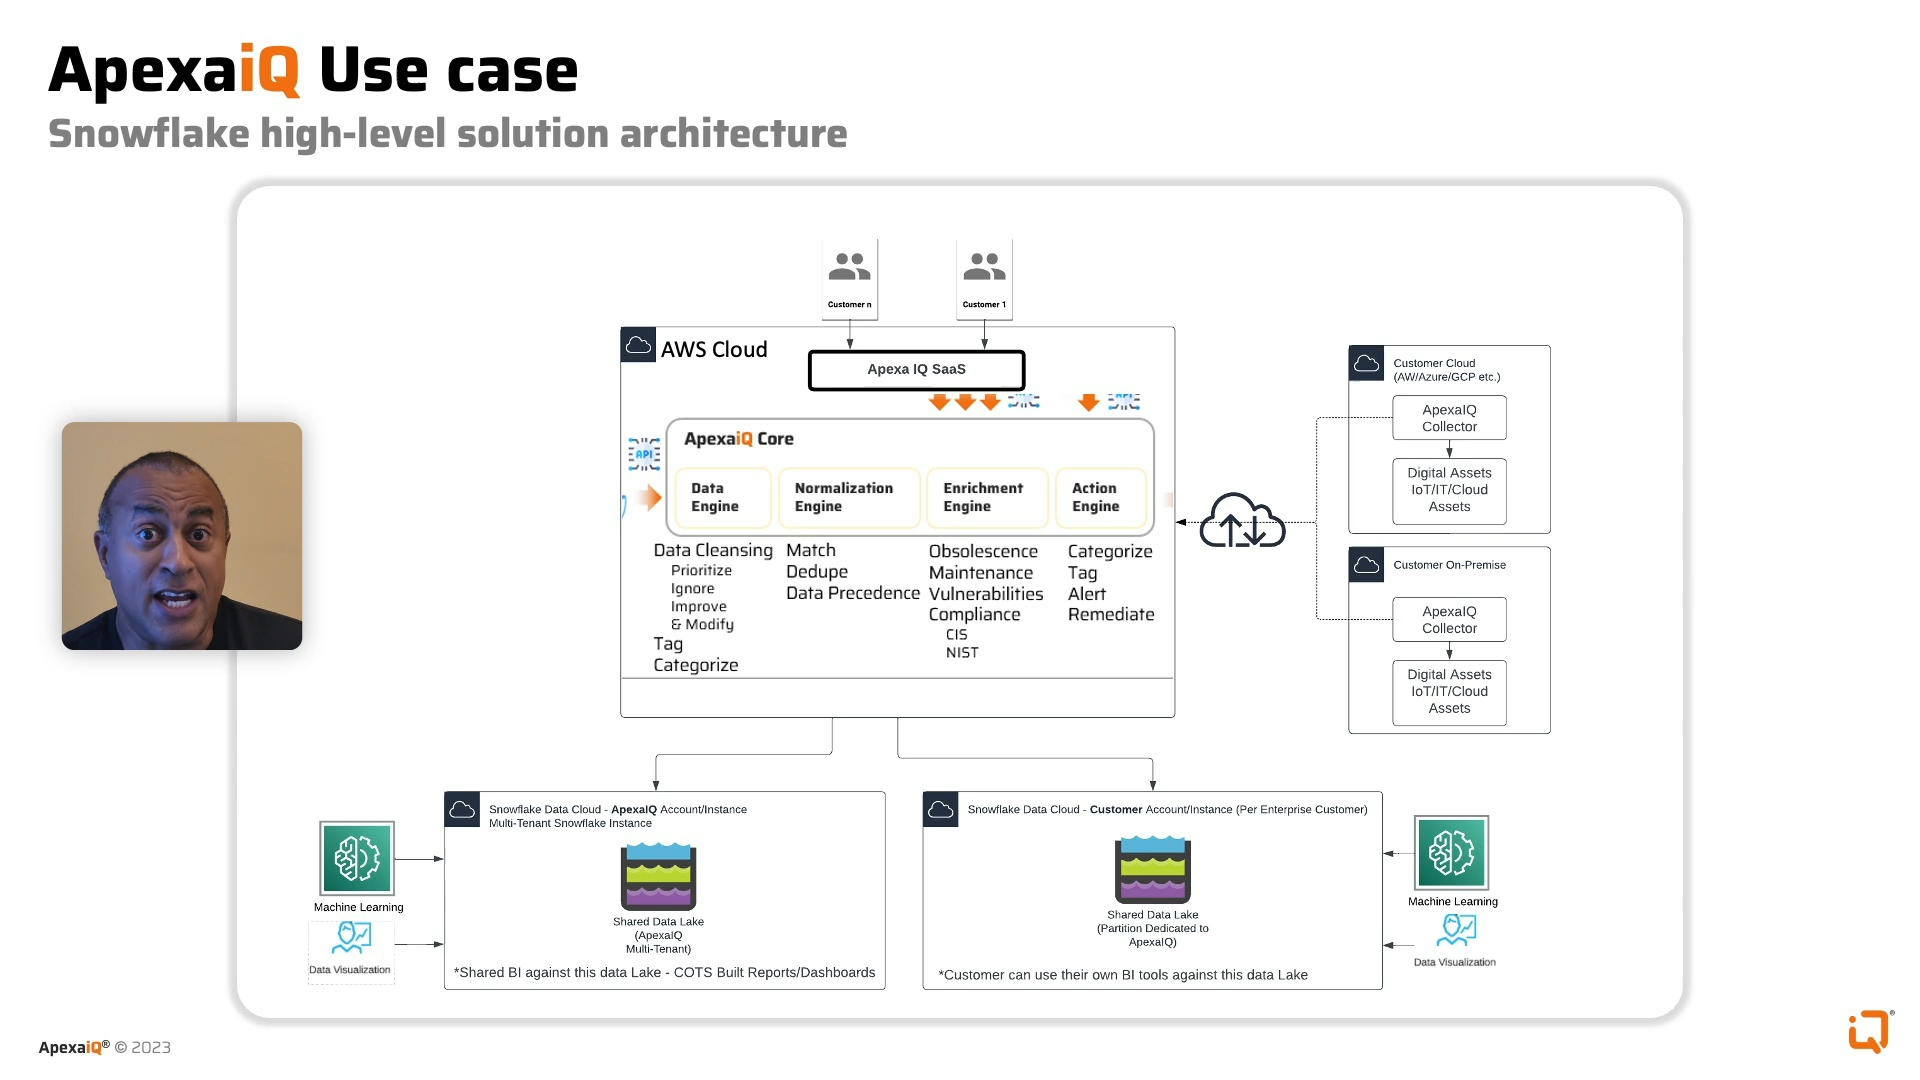 ApexaiQ Use case
Snowflake high-level solution architecture
Customer n
Customer 1
AWS Cloud
Apexa IQ SaaS
API
ApexaiQ Core
Data
Engine
Normalization
Engine
Enrichment
Engine
Action
Engine
Data Cleansing
Prioritize
Ignore
Improve
& Modify
Tag
Categorize
Match
Dedupe
Data Precedence
Obsolescence
Maintenance
Vulnerabilities
Compliance
CIS
NIST
Categorize
Tag
Alert
Remediate
Customer Cloud
(AW/Azure/GCP etc.)
ApexaIQ
Collector
Digital Assets
IoT/IT/Cloud
Assets
Customer On-Premise
ApexaIQ
Collector
Digital Assets
IoT/IT/Cloud
Assets
Machine Learning
Data Visualization
Snowflake Data Cloud - ApexaIQ Account/Instance
Multi-Tenant Snowflake Instance
Shared Data Lake
(ApexaIQ
Multi-Tenant)
*Shared BI against this data Lake - COTS Built Reports/Dashboards
Snowflake Data Cloud - Customer Account/Instance (Per Enterprise Customer)
Shared Data Lake
(Partition Dedicated to
ApexaIQ)
*Customer can use their own BI tools against this data Lake
Machine Learning
Data Visualization
ApexaiQ® © 2023
iQ®